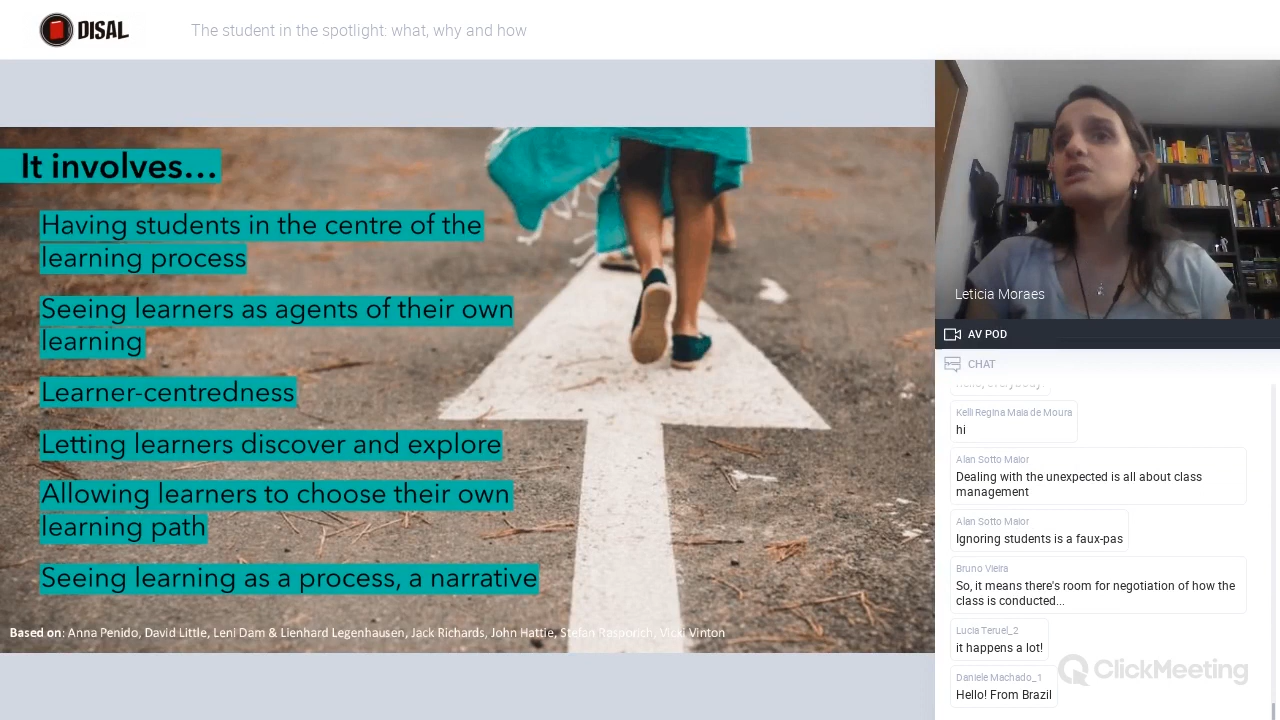 DISAL
The student in the spotlight: what, why and how
It involves...
Having students in the centre of the
learning process
Seeing learners as agents of their own
learning
Learner-centredness
Letting learners discover and explore
Allowing learners to choose their own
learning path
Seeing learning as a process, a narrative
Based on: Anna Penido, David Little, Leni Dam & Lienhard Legenhausen, Jack Richards, John Hattie, Stefan Rasporich, Vicki Vinton
Leticia Moraes
AV POD
CHAT
hello, everybody!
Kelli Regina Maia de Moura
hi
Alan Sotto Maior
Dealing with the unexpected is all about class
management
Alan Sotto Maior
Ignoring students is a faux-pas
Bruno Vieira
So, it means there's room for negotiation of how the
class is conducted...
Lucia Teruel_2
it happens a lot!
Daniele Machado_1
Hello! From Brazil
ClickMeeting